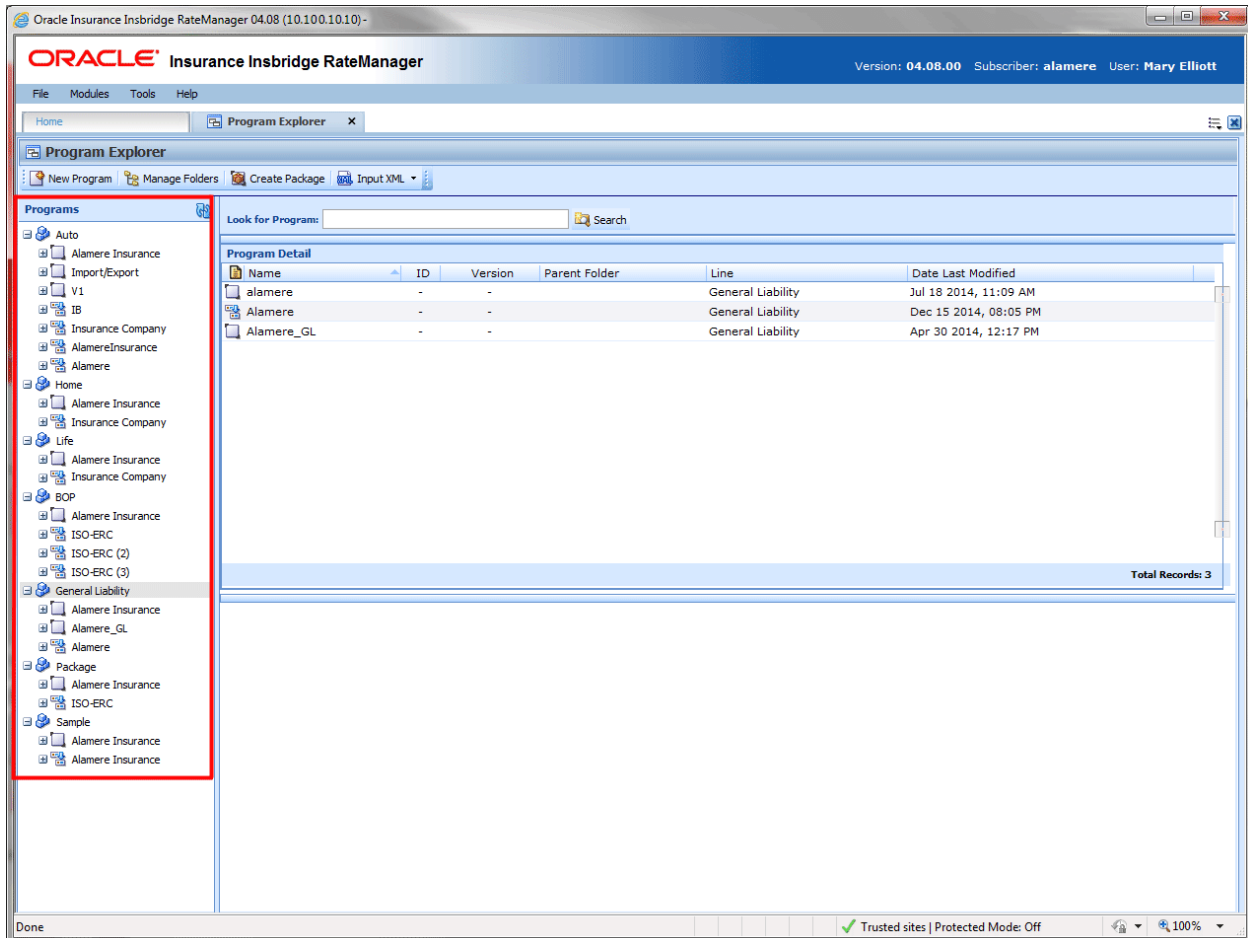 Oracle Insurance Insbridge RateManager 04.08 (10.100.10.10) -
ORACLE Insurance Insbridge RateManager
Version: 04.08.00 Subscriber: alamere User: Mary Elliott
File Modules Tools Help
Home Program Explorer x
Program Explorer
New Program Manage Folders Create Package Input XML
Programs
Auto
Alamere Insurance
Import/Export
V1
IB
Insurance Company
AlamereInsurance
Alamere
Home
Alamere Insurance
Insurance Company
Life
Alamere Insurance
Insurance Company
BOP
Alamere Insurance
ISO-ERC
ISO-ERC (2)
ISO-ERC (3)
General Liability
Alamere Insurance
Alamere_GL
Alamere
Package
Alamere Insurance
ISO-ERC
Sample
Alamere Insurance
Alamere Insurance
Look for Program: Search
Program Detail
Name ID Version Parent Folder Line Date Last Modified
alamere - - General Liability Jul 18 2014, 11:09 AM
Alamere - - General Liability Dec 15 2014, 08:05 PM
Alamere_GL - - General Liability Apr 30 2014, 12:17 PM
Total Records: 3
Done Trusted sites | Protected Mode: Off 100%